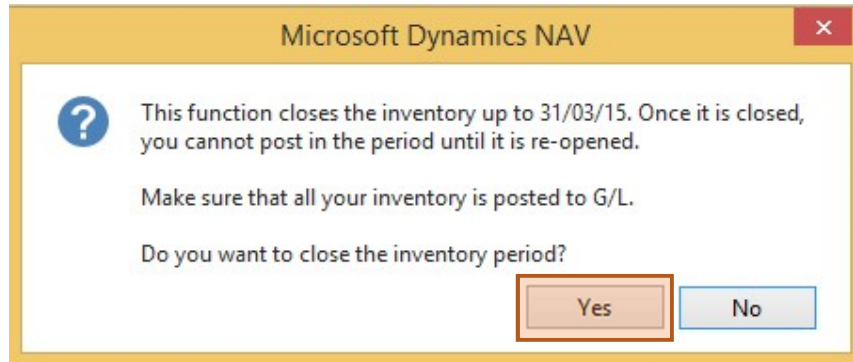 Microsoft Dynamics NAV
This function closes the inventory up to 31/03/15. Once it is closed,
you cannot post in the period until it is re-opened.
Make sure that all your inventory is posted to G/L.
Do you want to close the inventory period?
Yes No